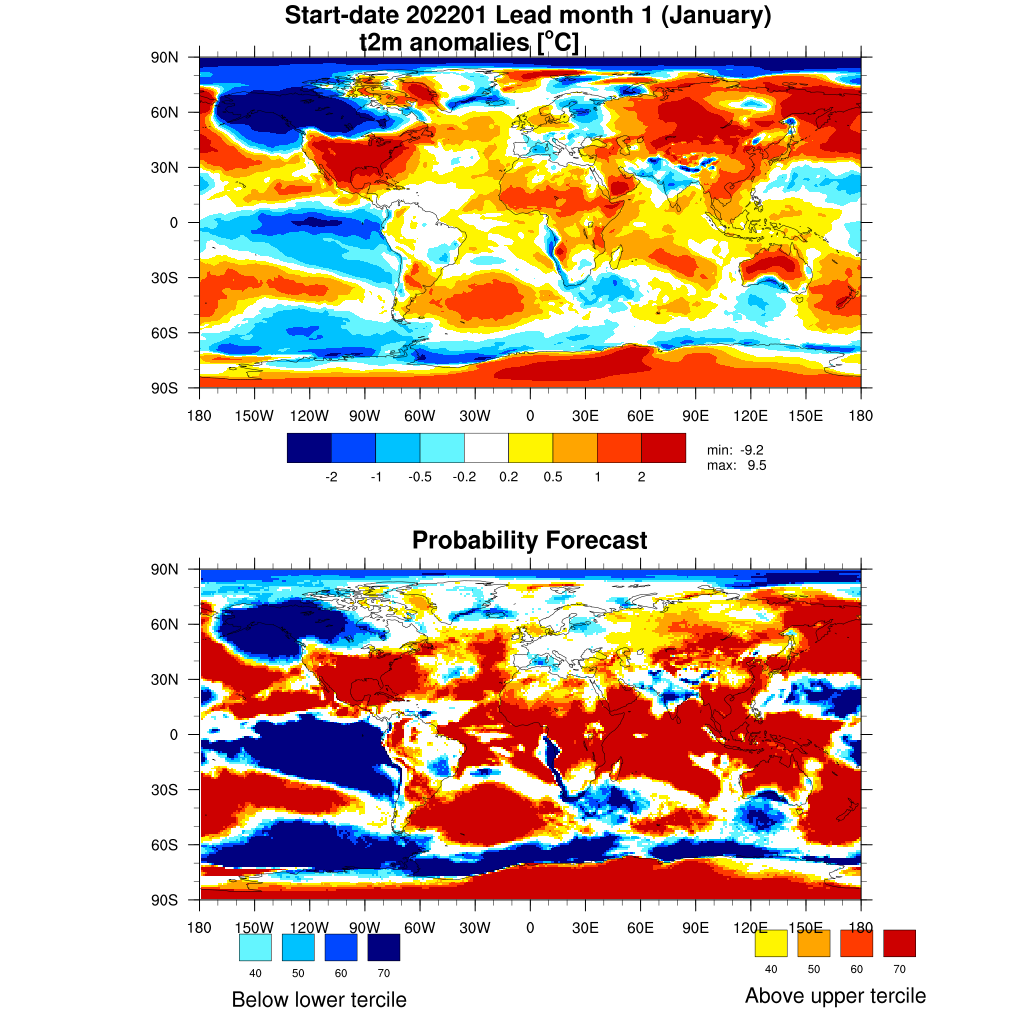 Start-date 202201 Lead month 1 (January)
t2m anomalies [°C]
90N
60N
30N
0
30S
60S
90S
180 150W 120W 90W 60W 30W 0 30E 60E 90E 120E 150E 180
-2 -1 -0.5 -0.2 0.2 0.5 1 2
min: -9.2
max: 9.5
Probability Forecast
90N
60N
30N
0
30S
60S
90S
180 150W 120W 90W 60W 30W 0 30E 60E 90E 120E 150E 180
40 50 60 70
Below lower tercile
40 50 60 70
Above upper tercile